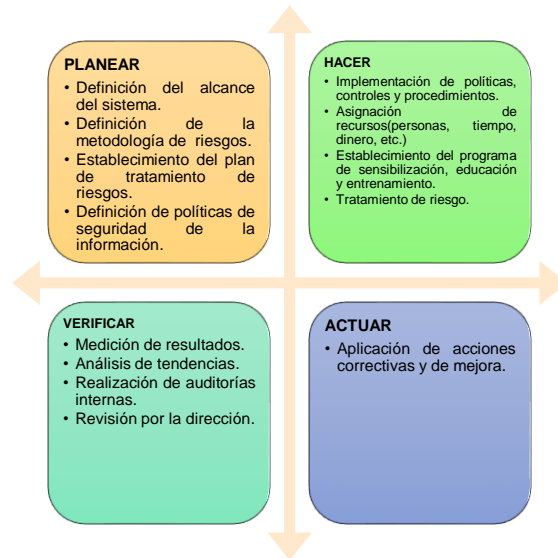 PLANEAR
• Definición del alcance
del sistema.
• Definición de la
metodología de riesgos.
• Establecimiento del plan
de tratamiento de
riesgos.
• Definición de políticas de
seguridad de la
información.
HACER
• Implementación de políticas,
controles y procedimientos.
• Asignación de
recursos(personas, tiempo,
dinero, etc.)
• Establecimiento del programa
de sensibilización, educación
y entrenamiento.
• Tratamiento de riesgo.
VERIFICAR
• Medición de resultados.
• Análisis de tendencias.
• Realización de auditorías
internas.
• Revisión por la dirección.
ACTUAR
• Aplicación de acciones
correctivas y de mejora.